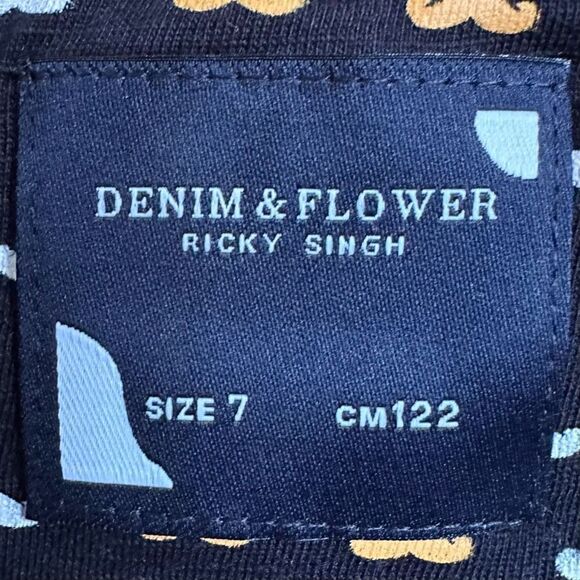 DENIM & FLOWER
RICKY SINGH
SIZE 7 CM122